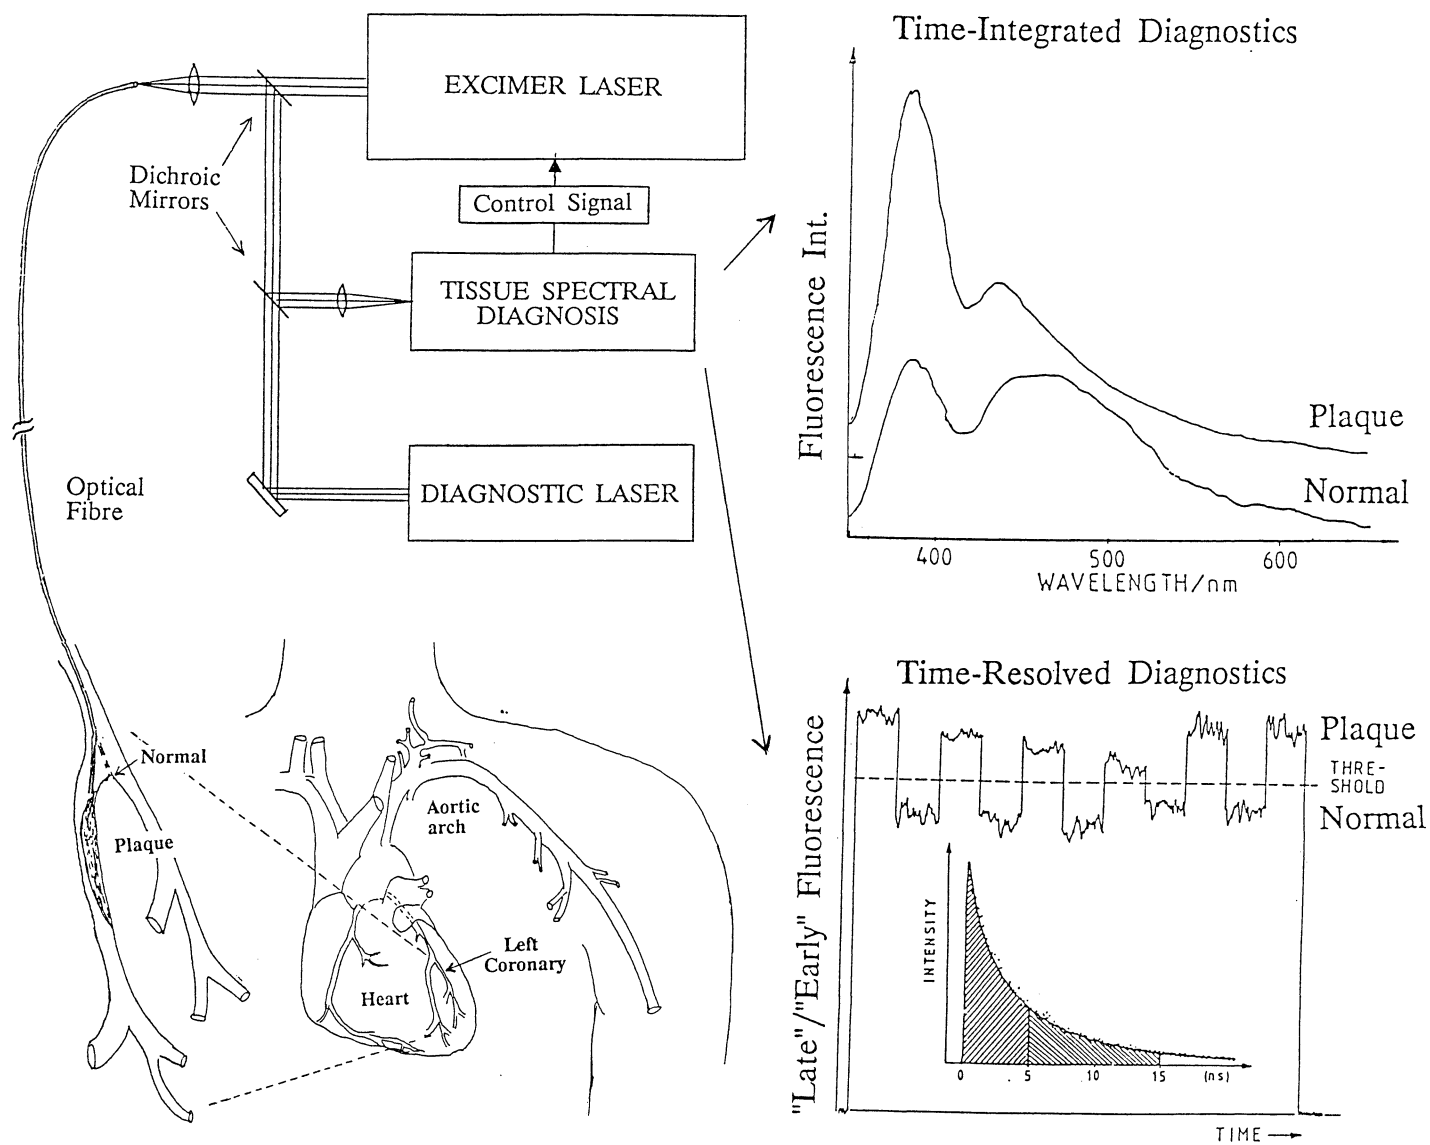 EXCIMER LASER
Dichroic
Mirrors
Control Signal
TISSUE SPECTRAL
DIAGNOSIS
DIAGNOSTIC LASER
Optical
Fibre
Normal
Plaque
Aortic
arch
Left
Coronary
Heart
Time-Integrated Diagnostics
Fluorescence Int.
Plaque
Normal
400 500 600
WAVELENGTH/nm
Time-Resolved Diagnostics
"Late"/"Early" Fluorescence
Plaque
THRE-
SHOLD
Normal
INTENSITY
0 5 10 15 (ns)
TIME